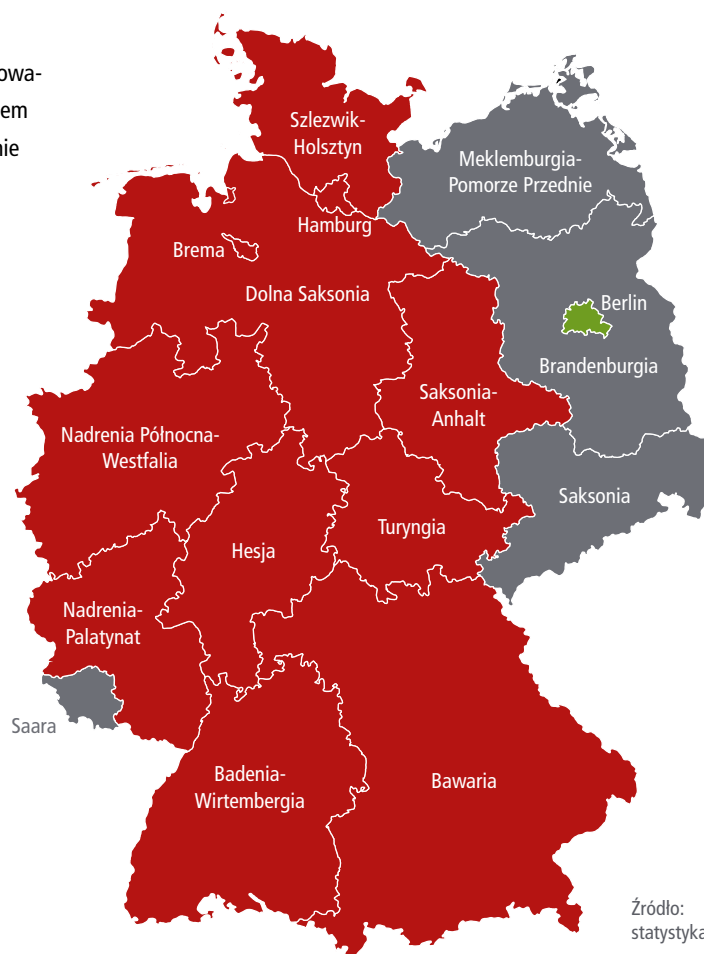 owa-
em
nie
Szlezwik-
Holsztyn
Meklemburgia-
Pomorze Przednie
Hamburg
Brema
Dolna Saksonia
Berlin
Brandenburgia
Saksonia-
Anhalt
Nadrenia Północna-
Westfalia
Saksonia
Turyngia
Hesja
Nadrenia-
Palatynat
Saara
Badenia-
Wirtembergia
Bawaria
Źródło:
statystyka